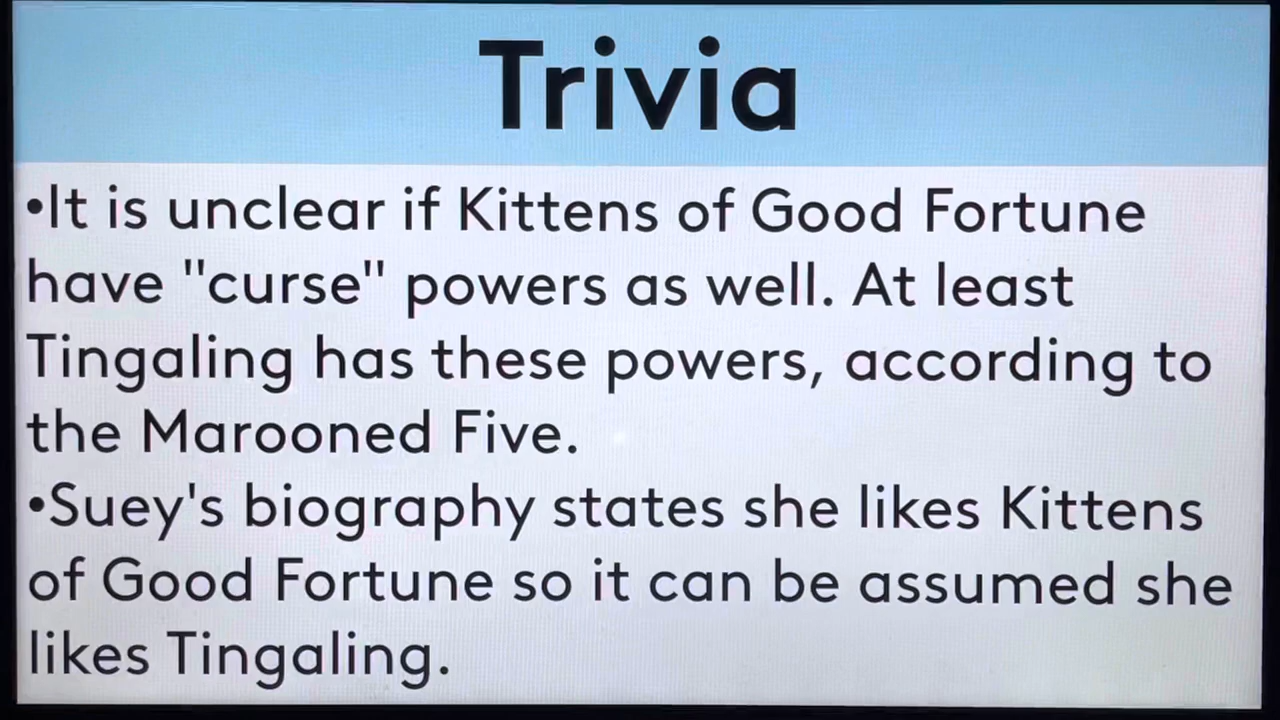 Trivia
•It is unclear if Kittens of Good Fortune
have "curse" powers as well. At least
Tingaling has these powers, according to
the Marooned Five.
•Suey's biography states she likes Kittens
of Good Fortune so it can be assumed she
likes Tingaling.